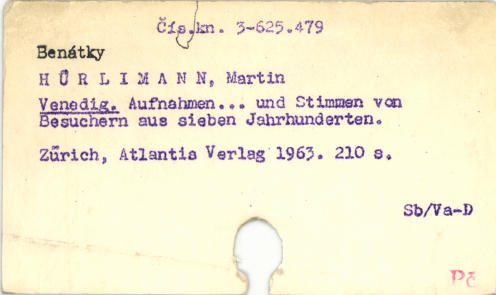 Čís.kn. 3-625.479
Benátky
H Ü R L I M A N N, Martin
Venedig. Aufnahmen... und Stimmen von
Besuchern aus sieben Jahrhunderten.
Zürich, Atlantis Verlag 1963. 210 s.
Sb/Va-D
Pč